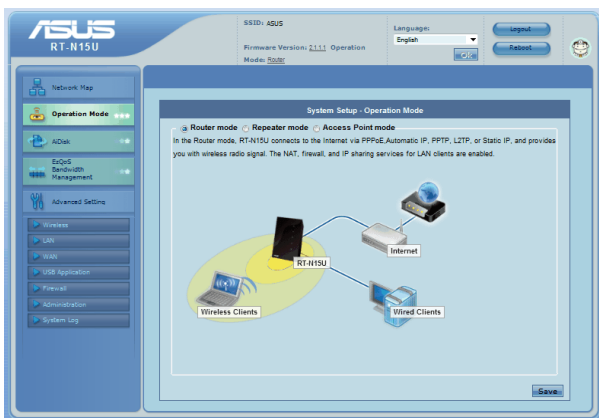 ASUS
RT-N15U
SSID: ASUS
Firmware Version: 2.1.1.1 Operation
Mode: Router
Language:
English
OK
Logout
Reboot
Network Map
Operation Mode
AiDisk
EzQoS
Bandwidth
Management
Advanced Setting
Wireless
LAN
WAN
USB Application
Firewall
Administration
System Log
System Setup - Operation Mode
Router mode Repeater mode Access Point mode
In the Router mode, RT-N15U connects to the Internet via PPPoE,Automatic IP, PPTP, L2TP, or Static IP, and provides
you with wireless radio signal. The NAT, firewall, and IP sharing services for LAN clients are enabled.
Internet
RT-N15U
Wireless Clients
Wired Clients
Save